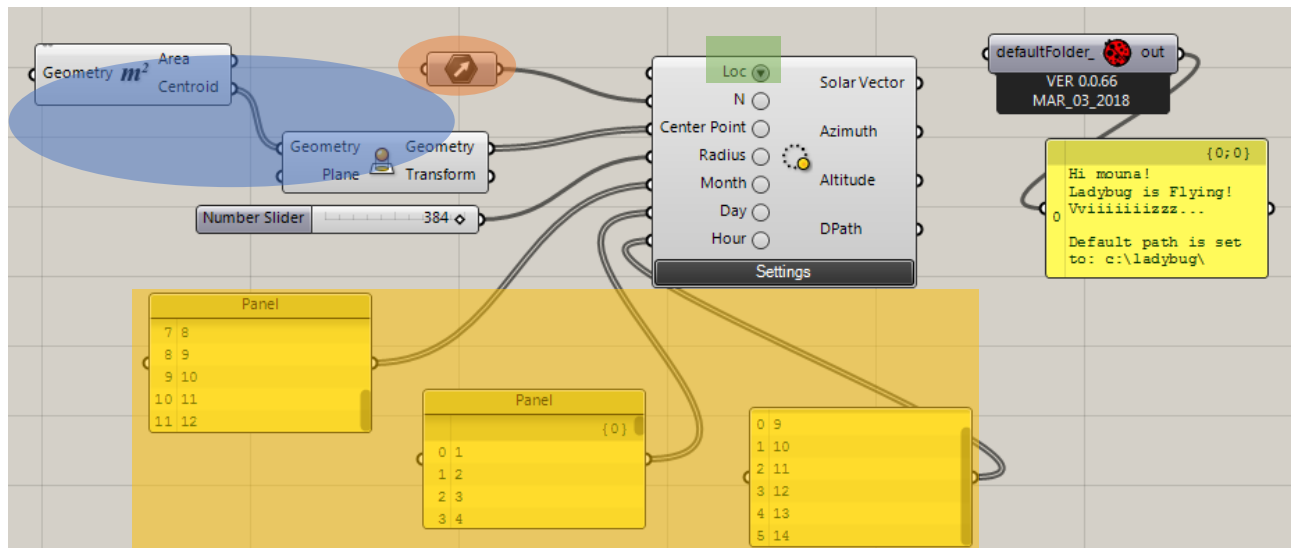 Geometry m² Area
Centroid
Geometry Geometry
Plane Transform
Number Slider 384
Loc
N
Center Point
Radius
Month
Day
Hour
Solar Vector
Azimuth
Altitude
DPath
Settings
defaultFolder_ out
VER 0.0.66
MAR_03_2018
{0;0}
0 Hi mouna!
Ladybug is Flying!
Vviiiiiiizzz...
Default path is set
to: c:\ladybug\
Panel
7 8
8 9
9 10
10 11
11 12
Panel
{0}
0 1
1 2
2 3
3 4
0 9
1 10
2 11
3 12
4 13
5 14